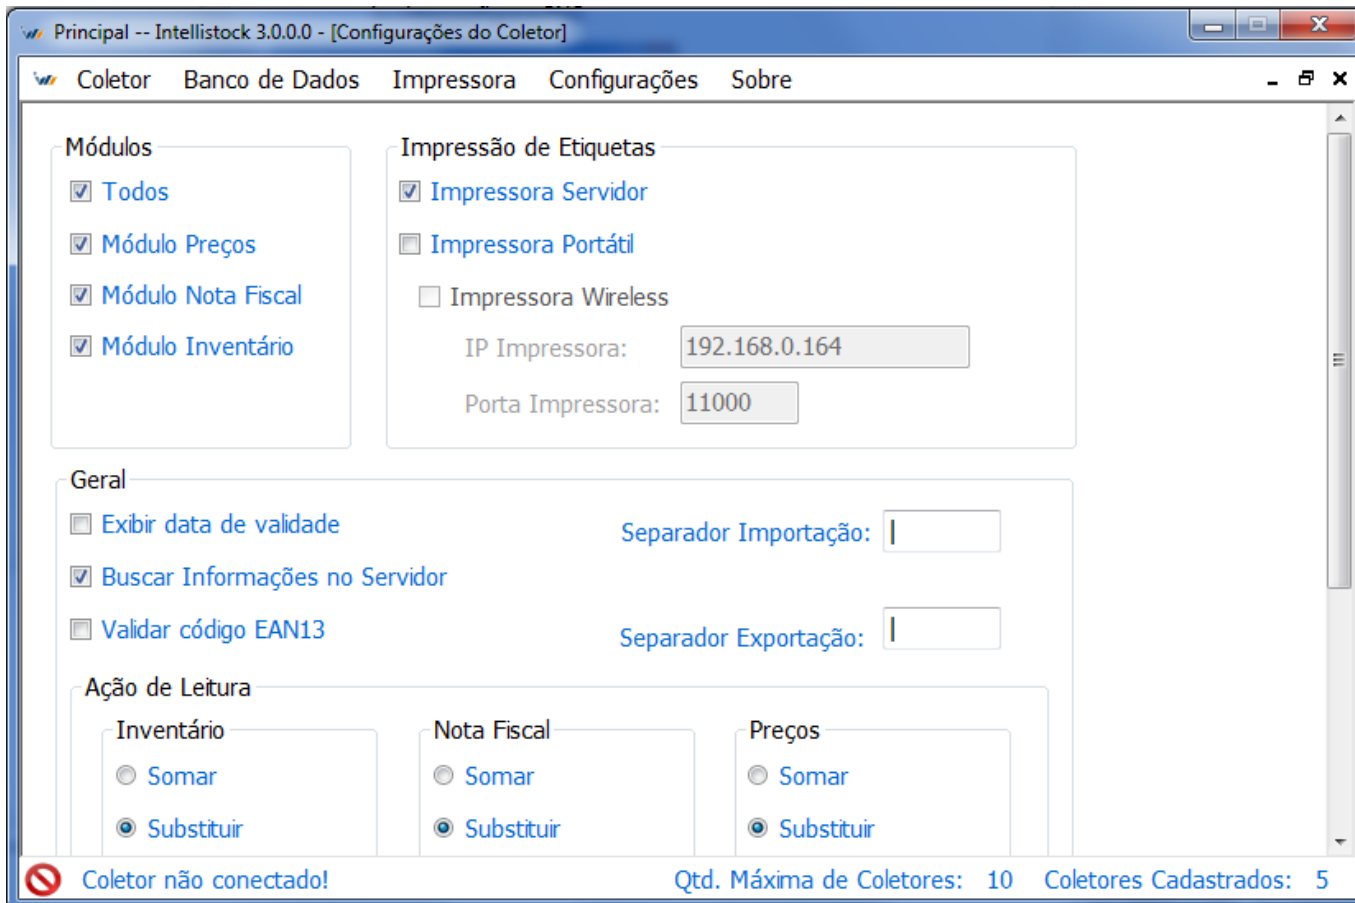 Principal -- Intellistock 3.0.0.0 - [Configurações do Coletor]
Coletor Banco de Dados Impressora Configurações Sobre
Módulos
Todos
Módulo Preços
Módulo Nota Fiscal
Módulo Inventário
Impressão de Etiquetas
Impressora Servidor
Impressora Portátil
Impressora Wireless
IP Impressora: 192.168.0.164
Porta Impressora: 11000
Geral
Exibir data de validade
Buscar Informações no Servidor
Validar código EAN13
Separador Importação: |
Separador Exportação: |
Ação de Leitura
Inventário
Somar
Substituir
Nota Fiscal
Somar
Substituir
Preços
Somar
Substituir
Coletor não conectado! Qtd. Máxima de Coletores: 10 Coletores Cadastrados: 5